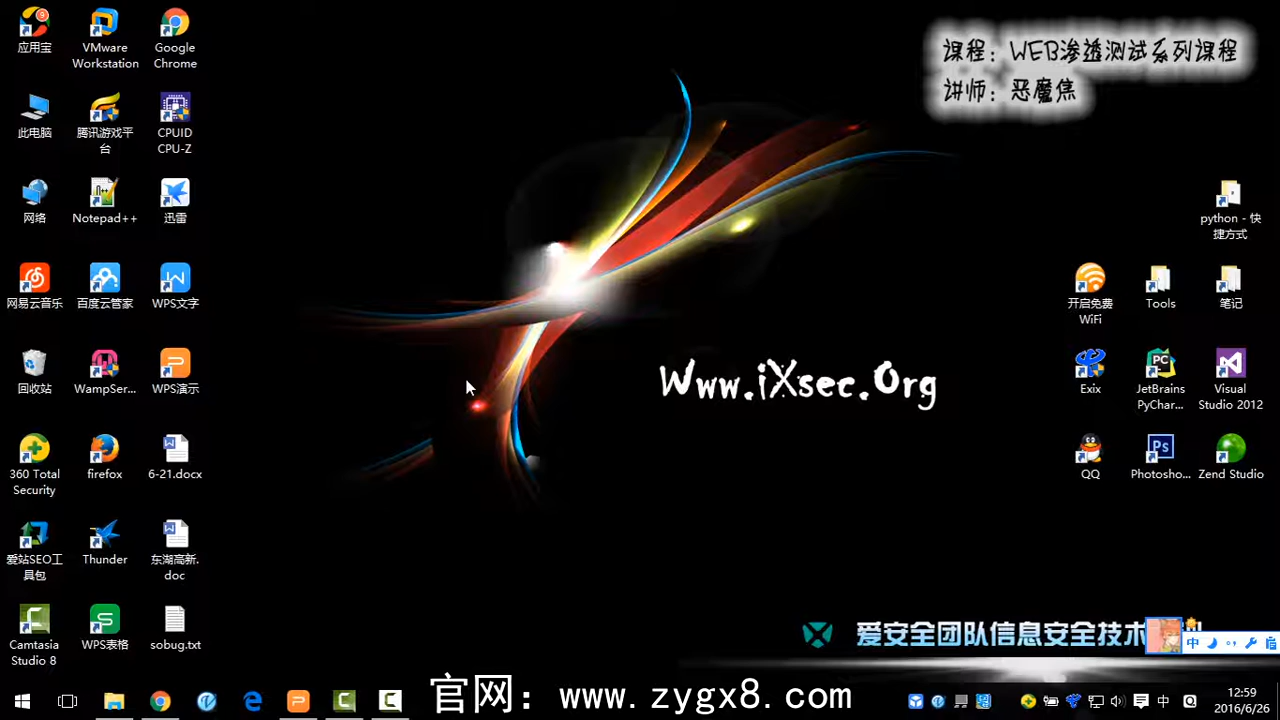 应用宝
VMware
Workstation
Google
Chrome
课程：WEB渗透测试系列课程
讲师：恶魔焦
此电脑
腾讯游戏平
台
CPUID
CPU-Z
网络
Notepad++
迅雷
python - 快
捷方式
网易云音乐
百度云管家
WPS文字
开启免费
WiFi
Tools
笔记
回收站
WampSer...
WPS演示
Www.iXsec.Org
Exix
JetBrains
PyChar...
Visual
Studio 2012
360 Total
Security
firefox
6-21.docx
QQ
Photosho...
Zend Studio
爱站SEO工
具包
Thunder
东湖高新.
doc
Camtasia
Studio 8
WPS表格
sobug.txt
爱安全团队信息安全技术
中
官网：www.zygx8.com
中
12:59
2016/6/26